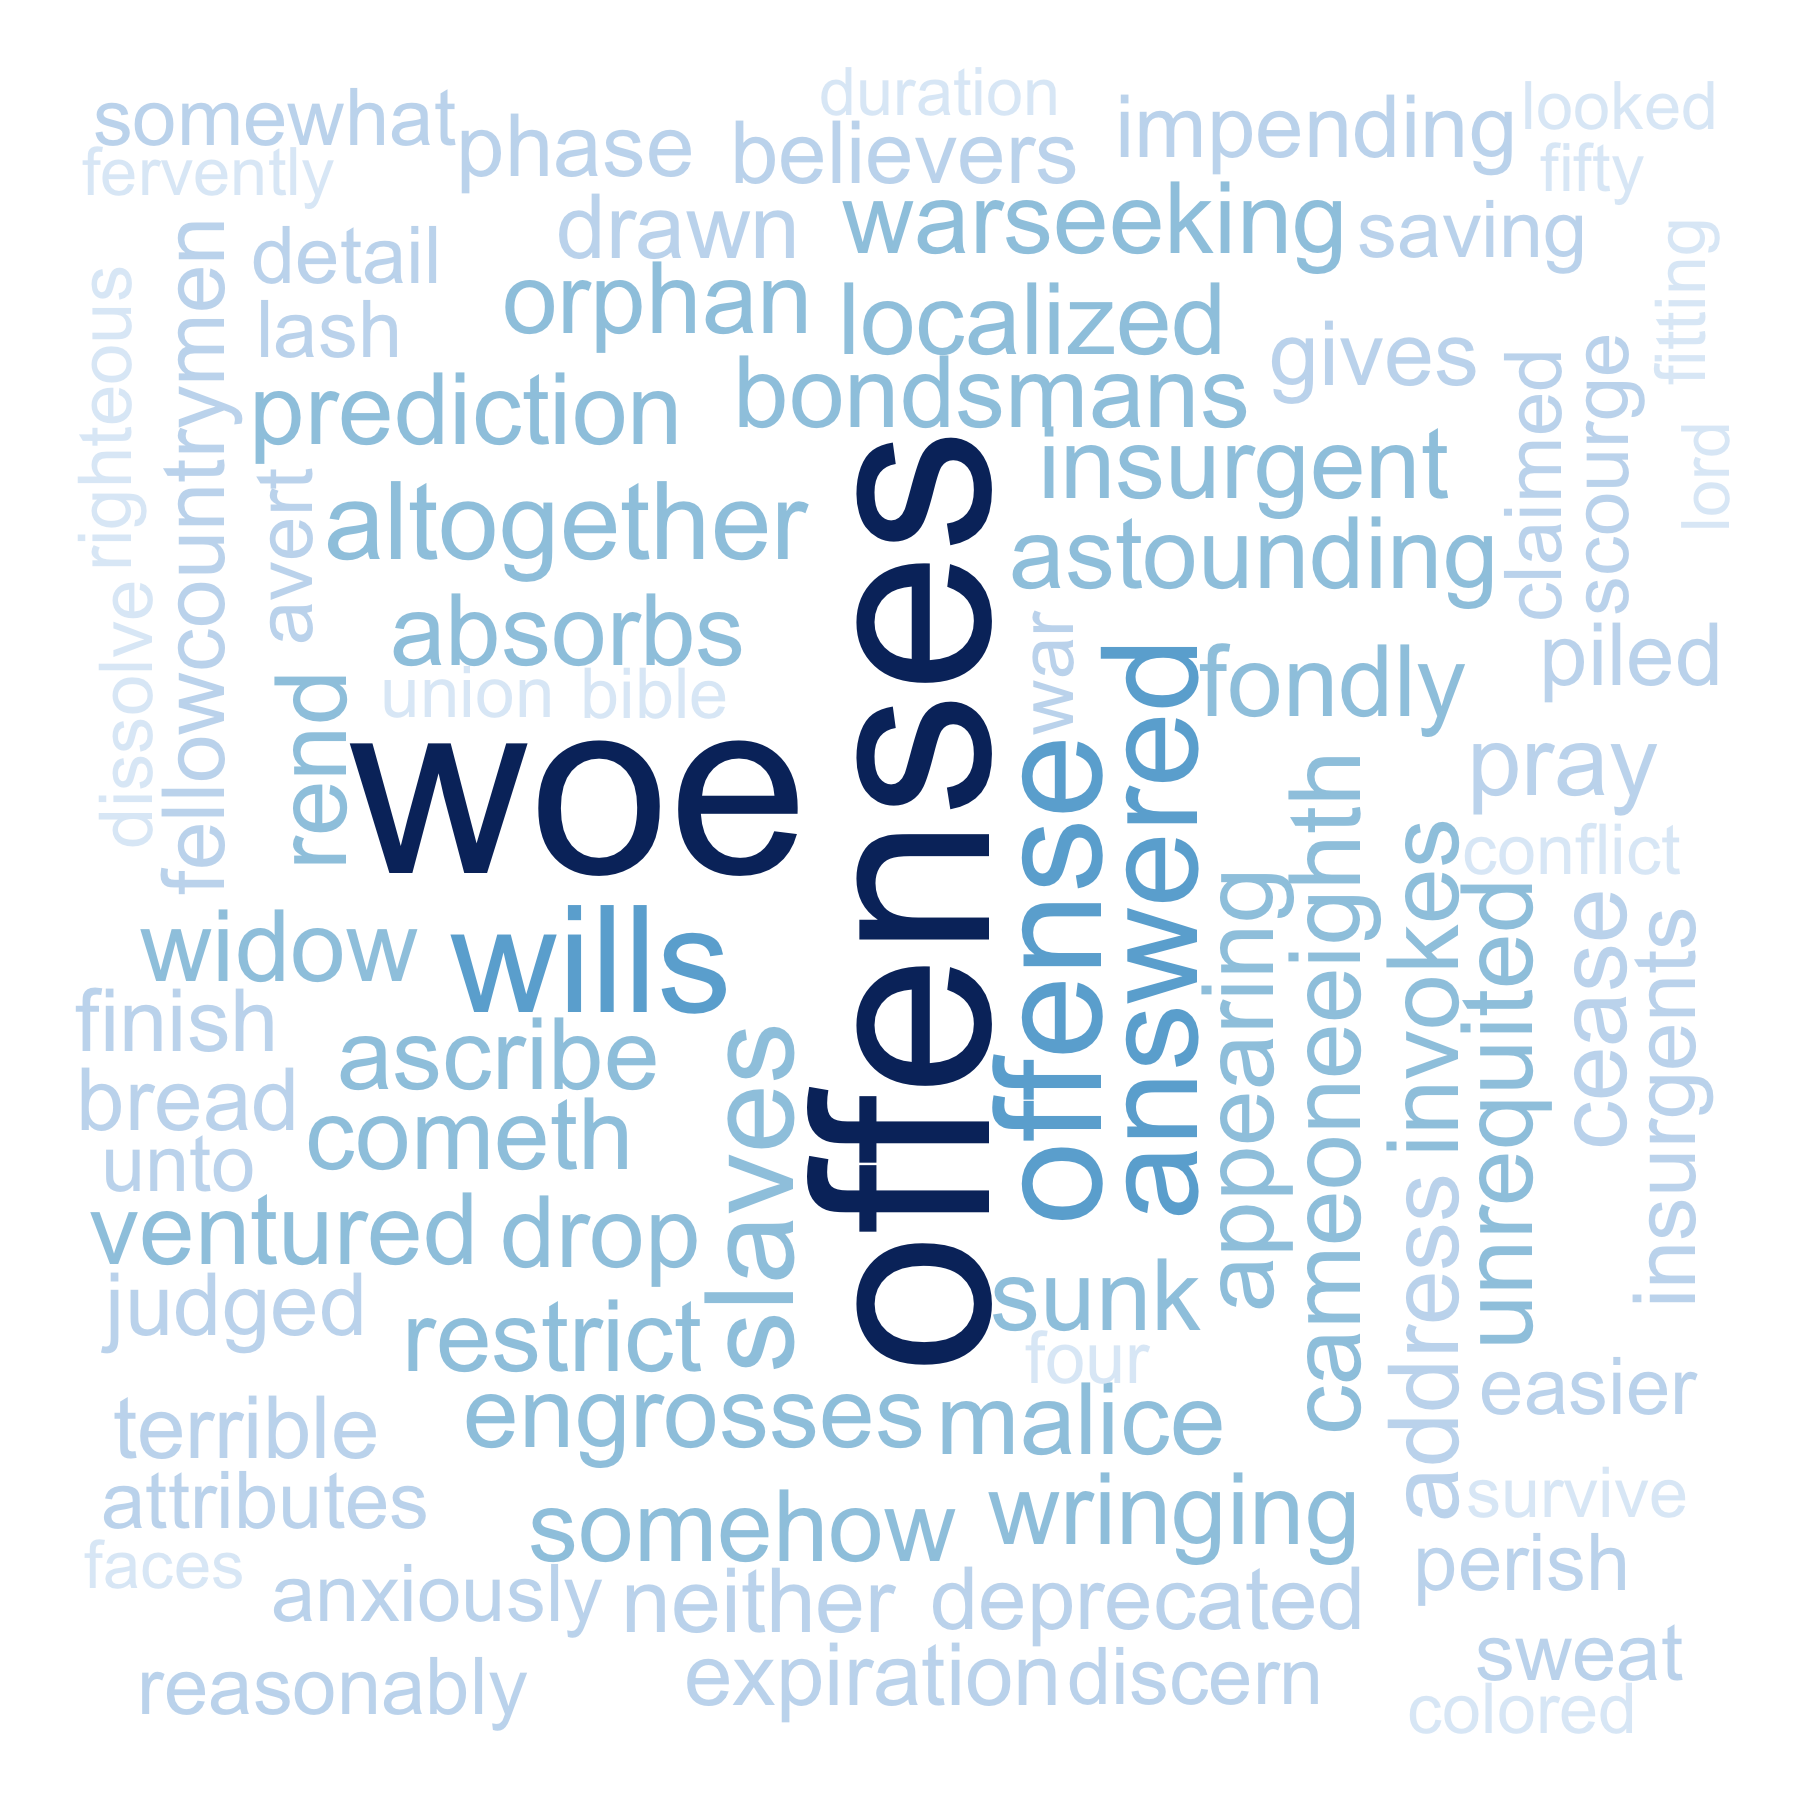 duration
looked
somewhat
phase
believers
impending
fervently
fifty
drawn
warseeking
saving
detail
fellowcountrymen
righteous
lash
orphan
localized
gives
fitting
claimed
scourge
prediction
bondsmans
insurgent
lord
avert
altogether
offenses
astounding
absorbs
war
answered
fondly
piled
dissolve
rend
union
bible
woe
offense
pray
cameoneeighth
conflict
widow
wills
appearing
invokes
unrequited
cease
insurgents
finish
ascribe
slaves
bread
cometh
unto
ventured
drop
address
judged
restrict
sunk
four
easier
engrosses
malice
terrible
attributes
somehow
wringing
survive
faces
anxiously
neither
deprecated
perish
reasonably
expiration
discern
sweat
colored